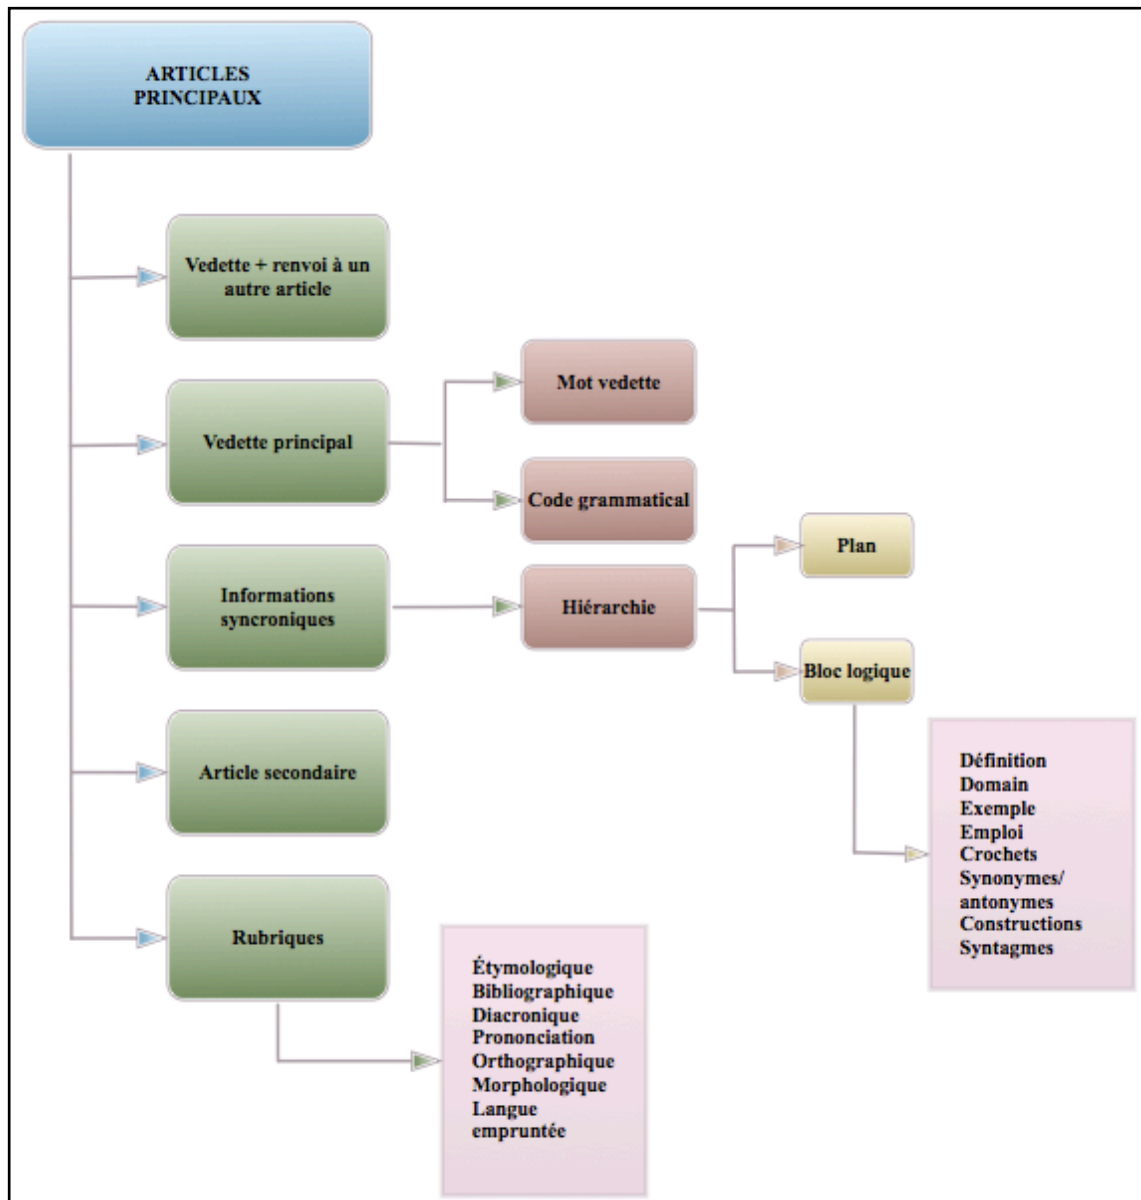 ARTICLES
PRINCIPAUX
Vedette + renvoi à un
autre article
Vedette principal
Mot vedette
Code grammatical
Informations
syncroniques
Hiérarchie
Plan
Bloc logique
Définition
Domain
Exemple
Emploi
Crochets
Synonymes/
antonymes
Constructions
Syntagmes
Article secondaire
Rubriques
Étymologique
Bibliographique
Diacronique
Prononciation
Orthographique
Morphologique
Langue
empruntée